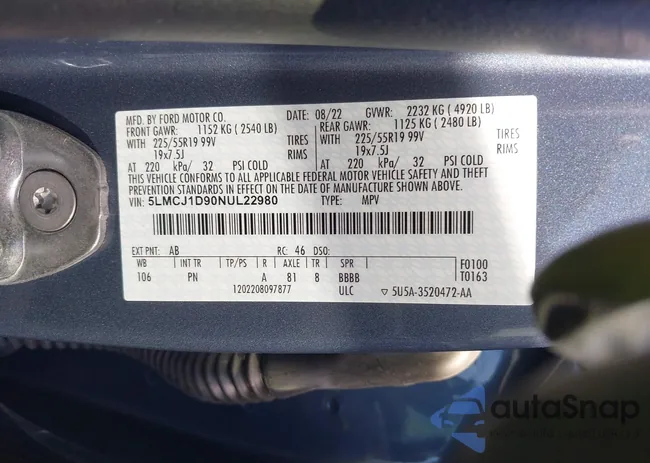 MFD. BY FORD MOTOR CO. DATE: 08/22 GVWR: 2232 KG ( 4920 LB)
FRONT GAWR: 1152 KG ( 2540 LB) REAR GAWR: 1125 KG ( 2480 LB)
WITH 225/55R19 99V TIRES WITH 225/55R19 99V TIRES
19x7.5J RIMS 19x7.5J RIMS
AT 220 kPa/ 32 PSI COLD AT 220 kPa/ 32 PSI COLD
THIS VEHICLE CONFORMS TO ALL APPLICABLE FEDERAL MOTOR VEHICLE SAFETY AND THEFT
PREVENTION STANDARDS IN EFFECT ON THE DATE OF MANUFACTURE SHOWN ABOVE.
VIN: 5LMCJ1D90NUL22980 TYPE: MPV
EXT PNT: AB RC: 46 DSO: F0100
WB INT TR TP/PS R AXLE TR SPR T0163
106 PN A 81 8 BBBB
1202208097877 ULC ▽ 5U5A-3520472-AA
autoSnap